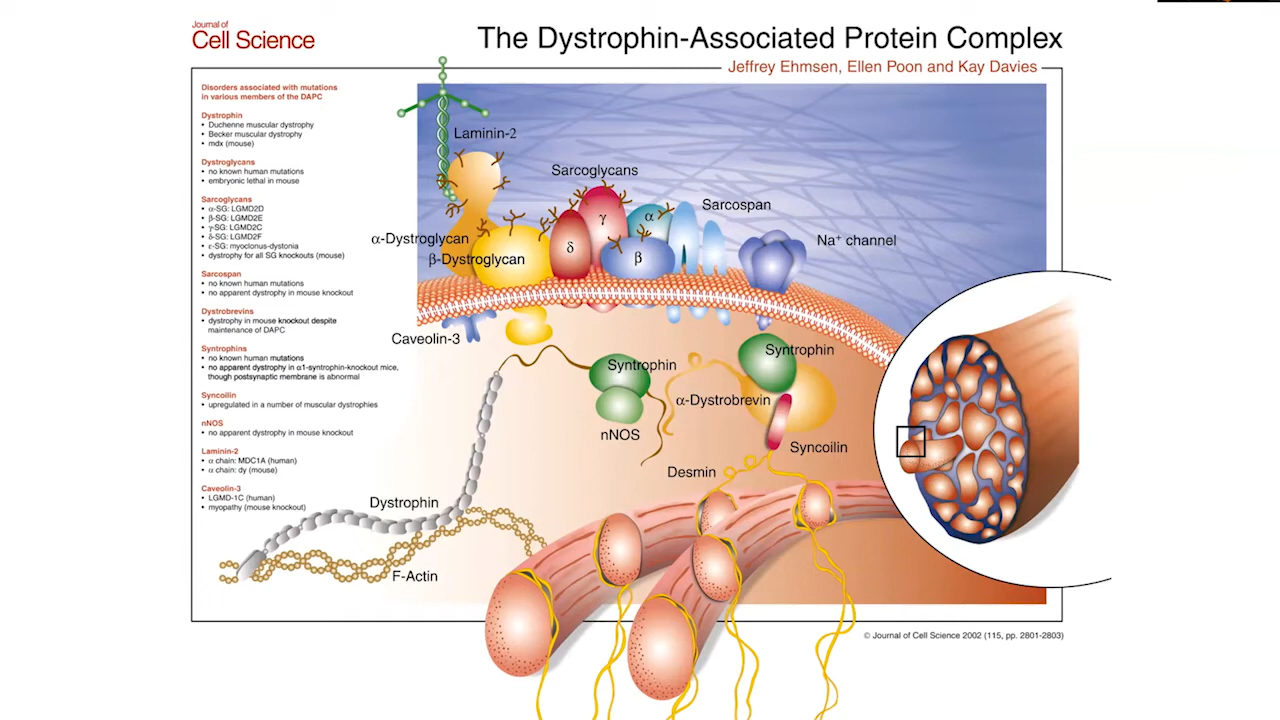 Journal of
Cell Science
The Dystrophin-Associated Protein Complex
Jeffrey Ehmsen, Ellen Poon and Kay Davies
Disorders associated with mutations
in various members of the DAPC
Dystrophin
• Duchenne muscular dystrophy
• Becker muscular dystrophy
• mdx (mouse)
Dystroglycans
• no known human mutations
• embryonic lethal in mouse
Sarcoglycans
• α-SG: LGMD2D
• β-SG: LGMD2E
• γ-SG: LGMD2C
• δ-SG: LGMD2F
• ε-SG: myoclonus-dystonia
• dystrophy for all SG knockouts (mouse)
Sarcospan
• no known human mutations
• no apparent dystrophy in mouse knockout
Dystrobrevins
• dystrophy in mouse knockout despite
maintenance of DAPC
Syntrophins
• no known human mutations
• no apparent dystrophy in α1-syntrophin-knockout mice,
though postsynaptic membrane is abnormal
Syncoilin
• upregulated in a number of muscular dystrophies
nNOS
• no apparent dystrophy in mouse knockout
Laminin-2
• α chain: MDC1A (human)
• α chain: dy (mouse)
Caveolin-3
• LGMD-1C (human)
• myopathy (mouse knockout)
Laminin-2
Sarcoglycans
Sarcospan
γ
α
α-Dystroglycan
Na⁺ channel
δ
β
β-Dystroglycan
Caveolin-3
Syntrophin
Syntrophin
α-Dystrobrevin
nNOS
Syncoilin
Desmin
Dystrophin
F-Actin
© Journal of Cell Science 2002 (115, pp. 2801-2803)